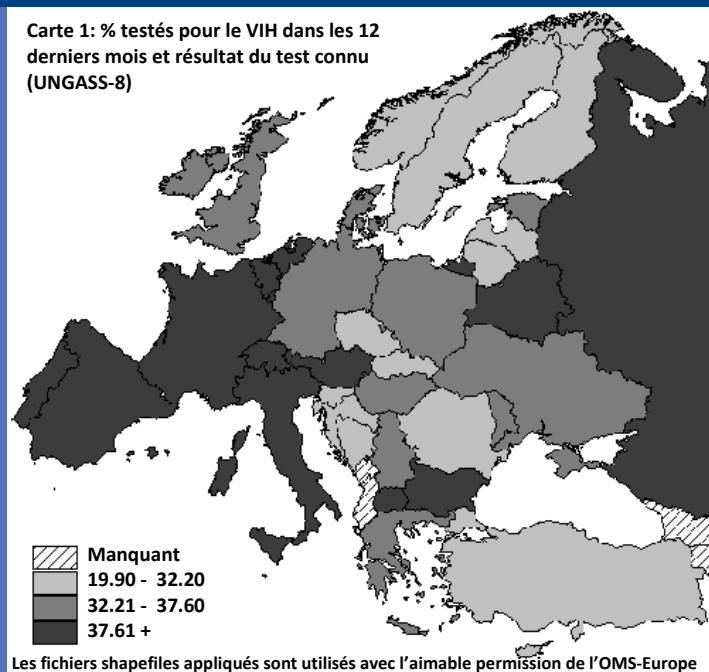 Carte 1: % testés pour le VIH dans les 12
derniers mois et résultat du test connu
(UNGASS-8)
Manquant
19.90 - 32.20
32.21 - 37.60
37.61 +
Les fichiers shapefiles appliqués sont utilisés avec l'aimable permission de l'OMS-Europe